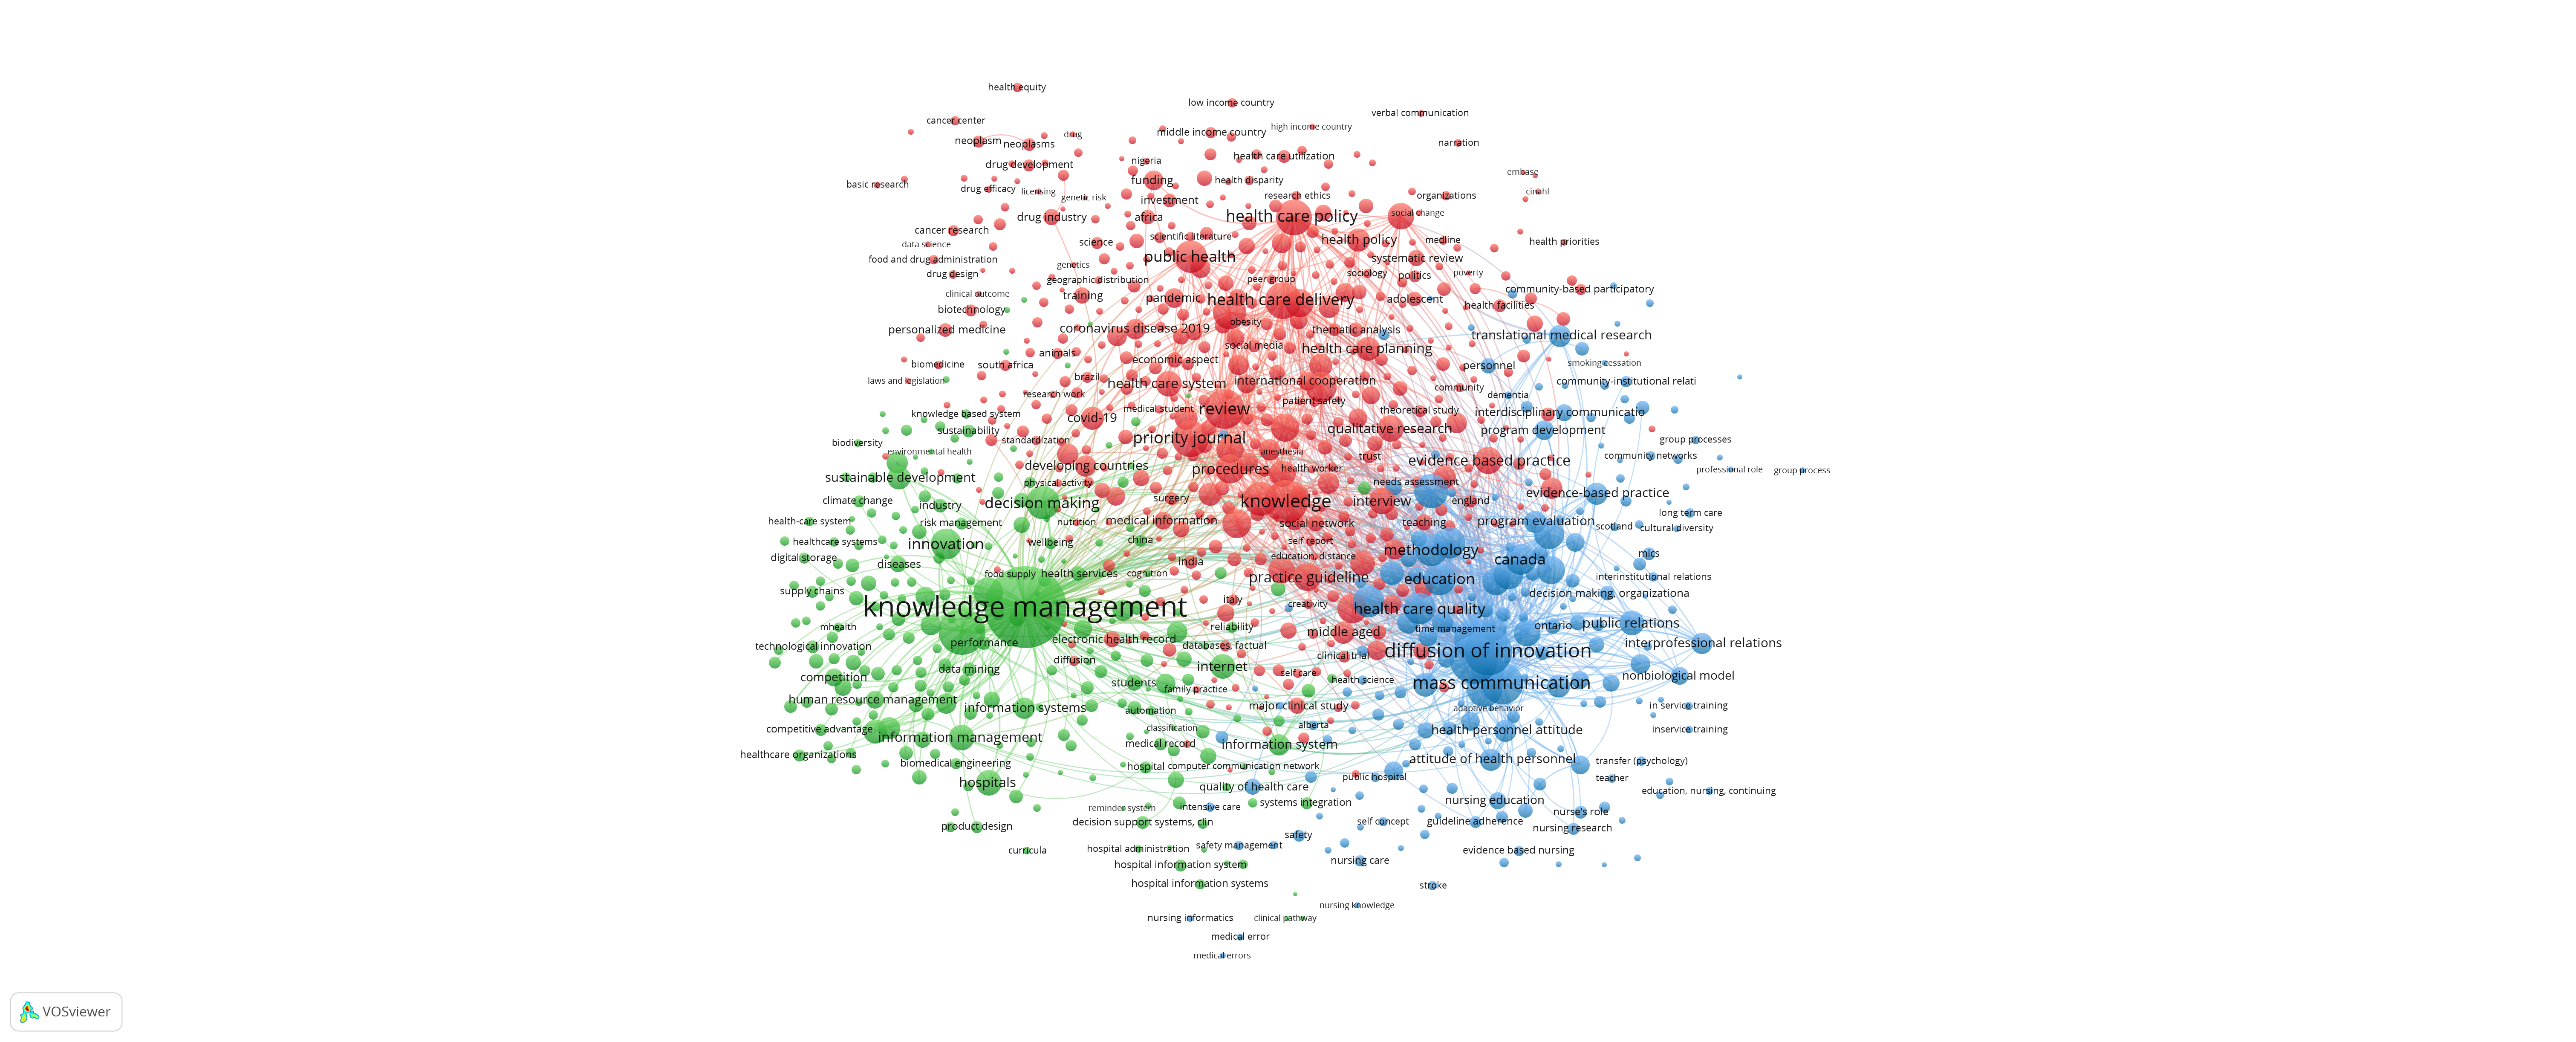 health equity
low income country
verbal communication
cancer center
high income country
middle income country
neoplasm
neoplasms
drug
narration
drug development
nigeria
health care utilization
basic research
drug efficacy
licensing
funding
health disparity
embase
genetic risk
investment
research ethics
organizations
cinahl
drug industry
africa
health care policy
social change
cancer research
science
scientific literature
health policy
medline
health priorities
data science
food and drug administration
genetics
public health
systematic review
drug design
geographic distribution
peer group
sociology
politics
poverty
clinical outcome
training
pandemic
health care delivery
adolescent
health facilities
community-based participatory
biotechnology
personalized medicine
coronavirus disease 2019
obesity
thematic analysis
translational medical research
animals
social media
health care planning
biomedicine
south africa
economic aspect
personnel
smoking cessation
laws and legislation
brazil
health care system
international cooperation
community
community-institutional relati
research work
patient safety
dementia
knowledge based system
covid-19
medical student
review
theoretical study
interdisciplinary communicatio
sustainability
standardization
priority journal
qualitative research
program development
biodiversity
environmental health
anesthesia
trust
group processes
community networks
sustainable development
developing countries
procedures
health worker
evidence based practice
professional role
group process
physical activity
needs assessment
climate change
industry
decision making
surgery
knowledge
interview
england
evidence-based practice
health-care system
risk management
nutrition
medical information
social network
teaching
program evaluation
scotland
long term care
cultural diversity
healthcare systems
innovation
wellbeing
china
self report
methodology
canada
mlcs
digital storage
diseases
food supply
health services
cognition
india
education, distance
practice guideline
education
interinstitutional relations
supply chains
knowledge management
italy
creativity
health care quality
decision making, organizationa
mhealth
reliability
middle aged
time management
ontario
public relations
technological innovation
performance
electronic health record
databases, factual
clinical trial
diffusion of innovation
interprofessional relations
competition
data mining
diffusion
internet
self care
health science
nonbiological model
human resource management
information systems
students
family practice
mass communication
competitive advantage
automation
major clinical study
adaptive behavior
in service training
information management
classification
alberta
health personnel attitude
inservice training
healthcare organizations
medical record
information system
attitude of health personnel
transfer (psychology)
biomedical engineering
hospital
computer communication network
public hospital
teacher
hospitals
quality of health care
education, nursing, continuing
reminder system
intensive care
systems integration
nursing education
nurse's role
product design
decision support systems, clin
self concept
guideline adherence
nursing research
safety
curricula
hospital administration
safety management
evidence based nursing
hospital information system
nursing care
hospital information systems
stroke
nursing knowledge
nursing informatics
clinical pathway
medical error
medical errors
VOSviewer